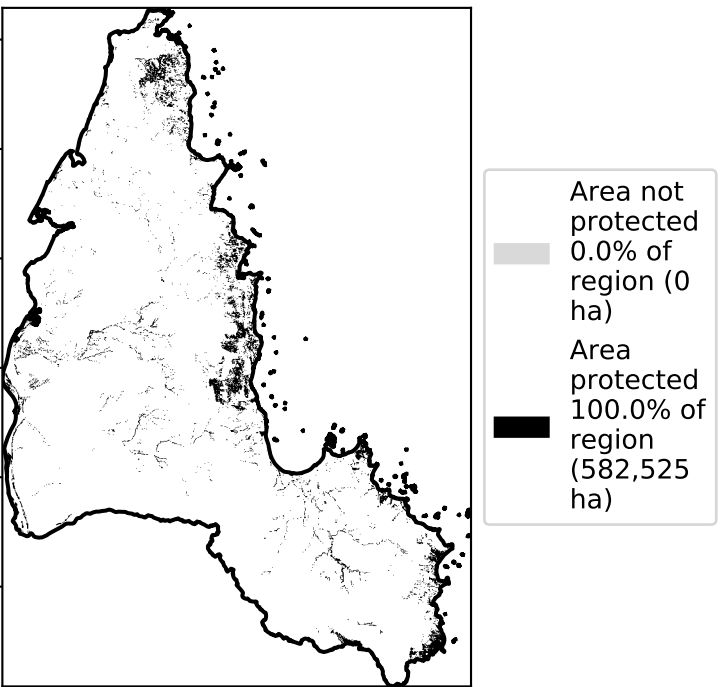 Area not
protected
0.0% of
region (0
ha)
Area
protected
100.0% of
region
(582,525
ha)